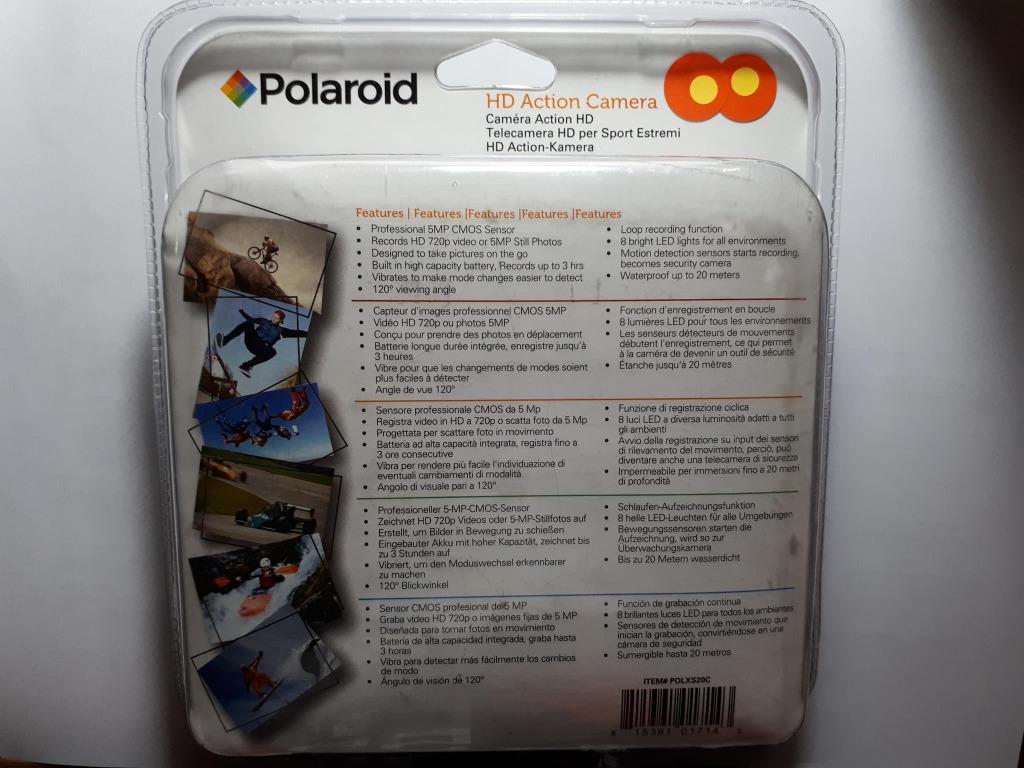 Polaroid
HD Action Camera
Caméra Action HD
Telecamera HD per Sport Estremi
HD Action-Kamera
Features | Features |Features |Features |Features
• Professional 5MP CMOS Sensor
• Records HD 720p video or 5MP Still Photos
• Designed to take pictures on the go
• Built in high capacity battery, Records up to 3 hrs
• Vibrates to make mode changes easier to detect
• 120° viewing angle
• Loop recording function
• 8 bright LED lights for all environments
• Motion detection sensors starts recording,
becomes security camera
• Waterproof up to 20 meters
• Capteur d'images professionnel CMOS 5MP
• Vidéo HD 720p ou photos 5MP
• Conçu pour prendre des photos en déplacement
• Batterie longue durée intégrée, enregistre jusqu'à
3 heures
• Vibre pour que les changements de modes soient
plus faciles à détecter
• Angle de vue 120°
• Fonction d'enregistrement en boucle
• 8 lumières LED pour tous les environnements
• Les senseurs détecteurs de mouvements
débutent l'enregistrement, ce qui permet
à la caméra de devenir un outil de sécurité
• Étanche jusqu'à 20 mètres
• Sensore professionale CMOS da 5 Mp
• Registra video in HD a 720p o scatta foto da 5 Mp
• Progettata per scattare foto in movimento
• Batteria ad alta capacità integrata, registra fino a
3 ore consecutive
• Vibra per rendere più facile l'individuazione di
eventuali cambiamenti di modalità
• Angolo di visuale pari a 120°
• Funzione di registrazione ciclica
• 8 luci LED a diversa luminosità adatti a tutti
gli ambienti
• Avvio della registrazione su input dei sensori
di rilevamento del movimento, perciò, può
diventare anche una telecamera di sicurezza
• Impermeabile per immersioni fino a 20 metri
di profondità
• Professioneller 5-MP-CMOS-Sensor
• Zeichnet HD 720p Videos oder 5-MP-Stillfotos auf
• Erstellt, um Bilder in Bewegung zu schießen
• Eingebauter Akku mit hoher Kapazität, zeichnet bis
zu 3 Stunden auf
• Vibriert, um den Moduswechsel erkennbarer
zu machen
• 120° Blickwinkel
• Schlaufen-Aufzeichnungsfunktion
• 8 helle LED-Leuchten für alle Umgebungen
• Bewegungssensoren starten die
Aufzeichnung, wird so zur
Überwachungskamera
• Bis zu 20 Metern wasserdicht
• Sensor CMOS profesional de 5 MP
• Graba vídeo HD 720p o imágenes fijas de 5 MP
• Diseñada para tomar fotos en movimiento
• Batería de alta capacidad integrada, graba hasta
3 horas
• Vibra para detectar más fácilmente los cambios
de modo
• Ángulo de visión de 120°
• Función de grabación continua
• 8 brillantes luces LED para todos los ambientes
• Sensores de detección de movimiento que
inician la grabación, convirtiéndose en una
cámara de seguridad
• Sumergible hasta 20 metros
ITEM# POLXS20C
15361 01714